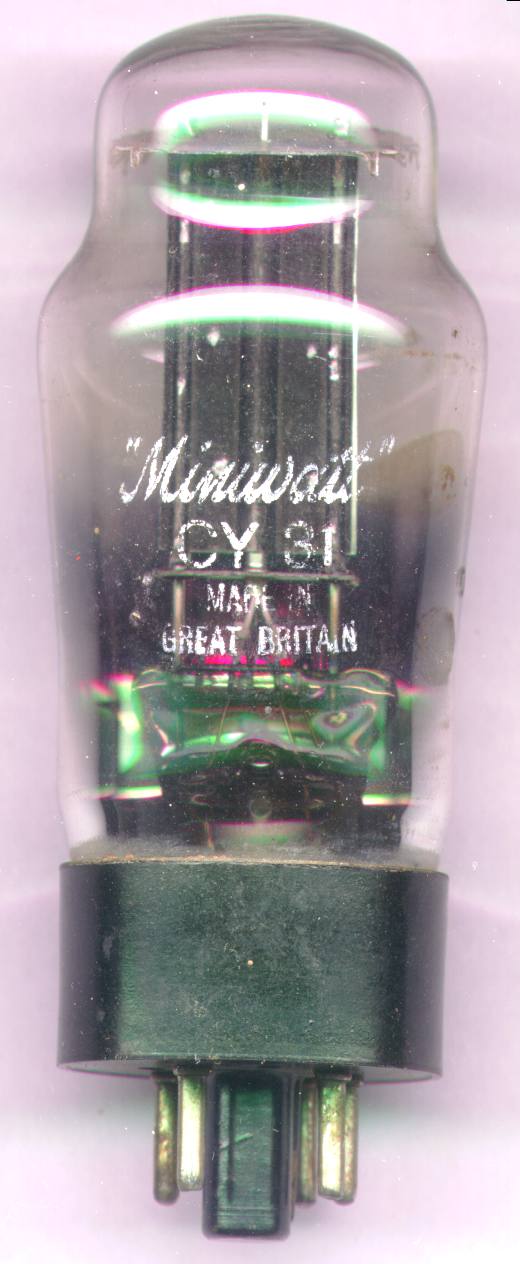 "Miniwatt"
CY 31
MADE IN
GREAT BRITAIN